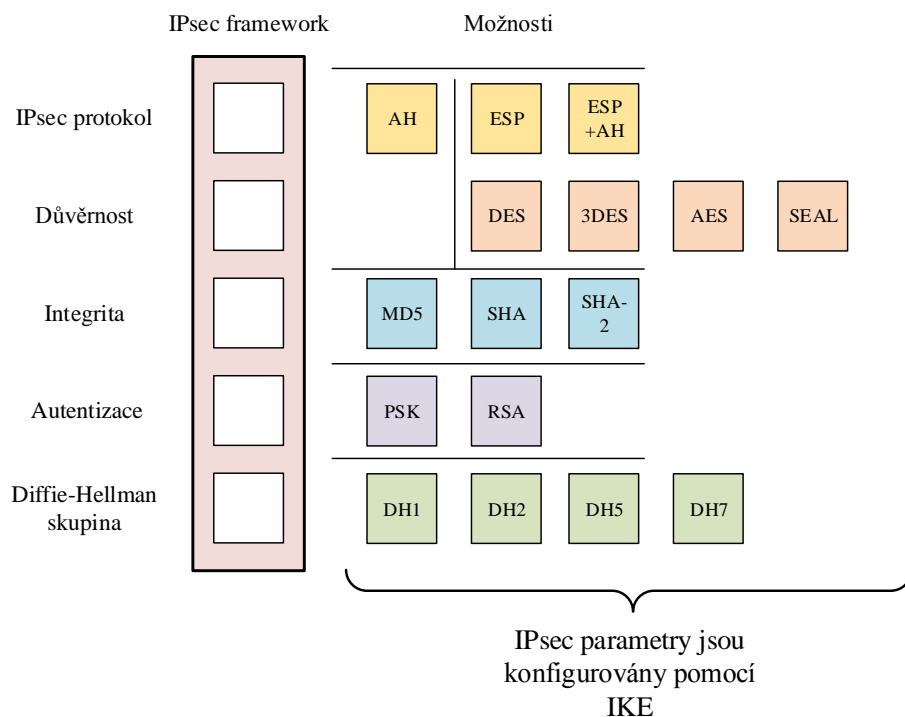 IPsec framework
Možnosti
IPsec protokol
AH
ESP
ESP
+AH
Důvěrnost
DES
3DES
AES
SEAL
Integrita
MD5
SHA
SHA-
2
Autentizace
PSK
RSA
Diffie-Hellman
skupina
DH1
DH2
DH5
DH7
IPsec parametry jsou
konfigurovány pomocí
IKE